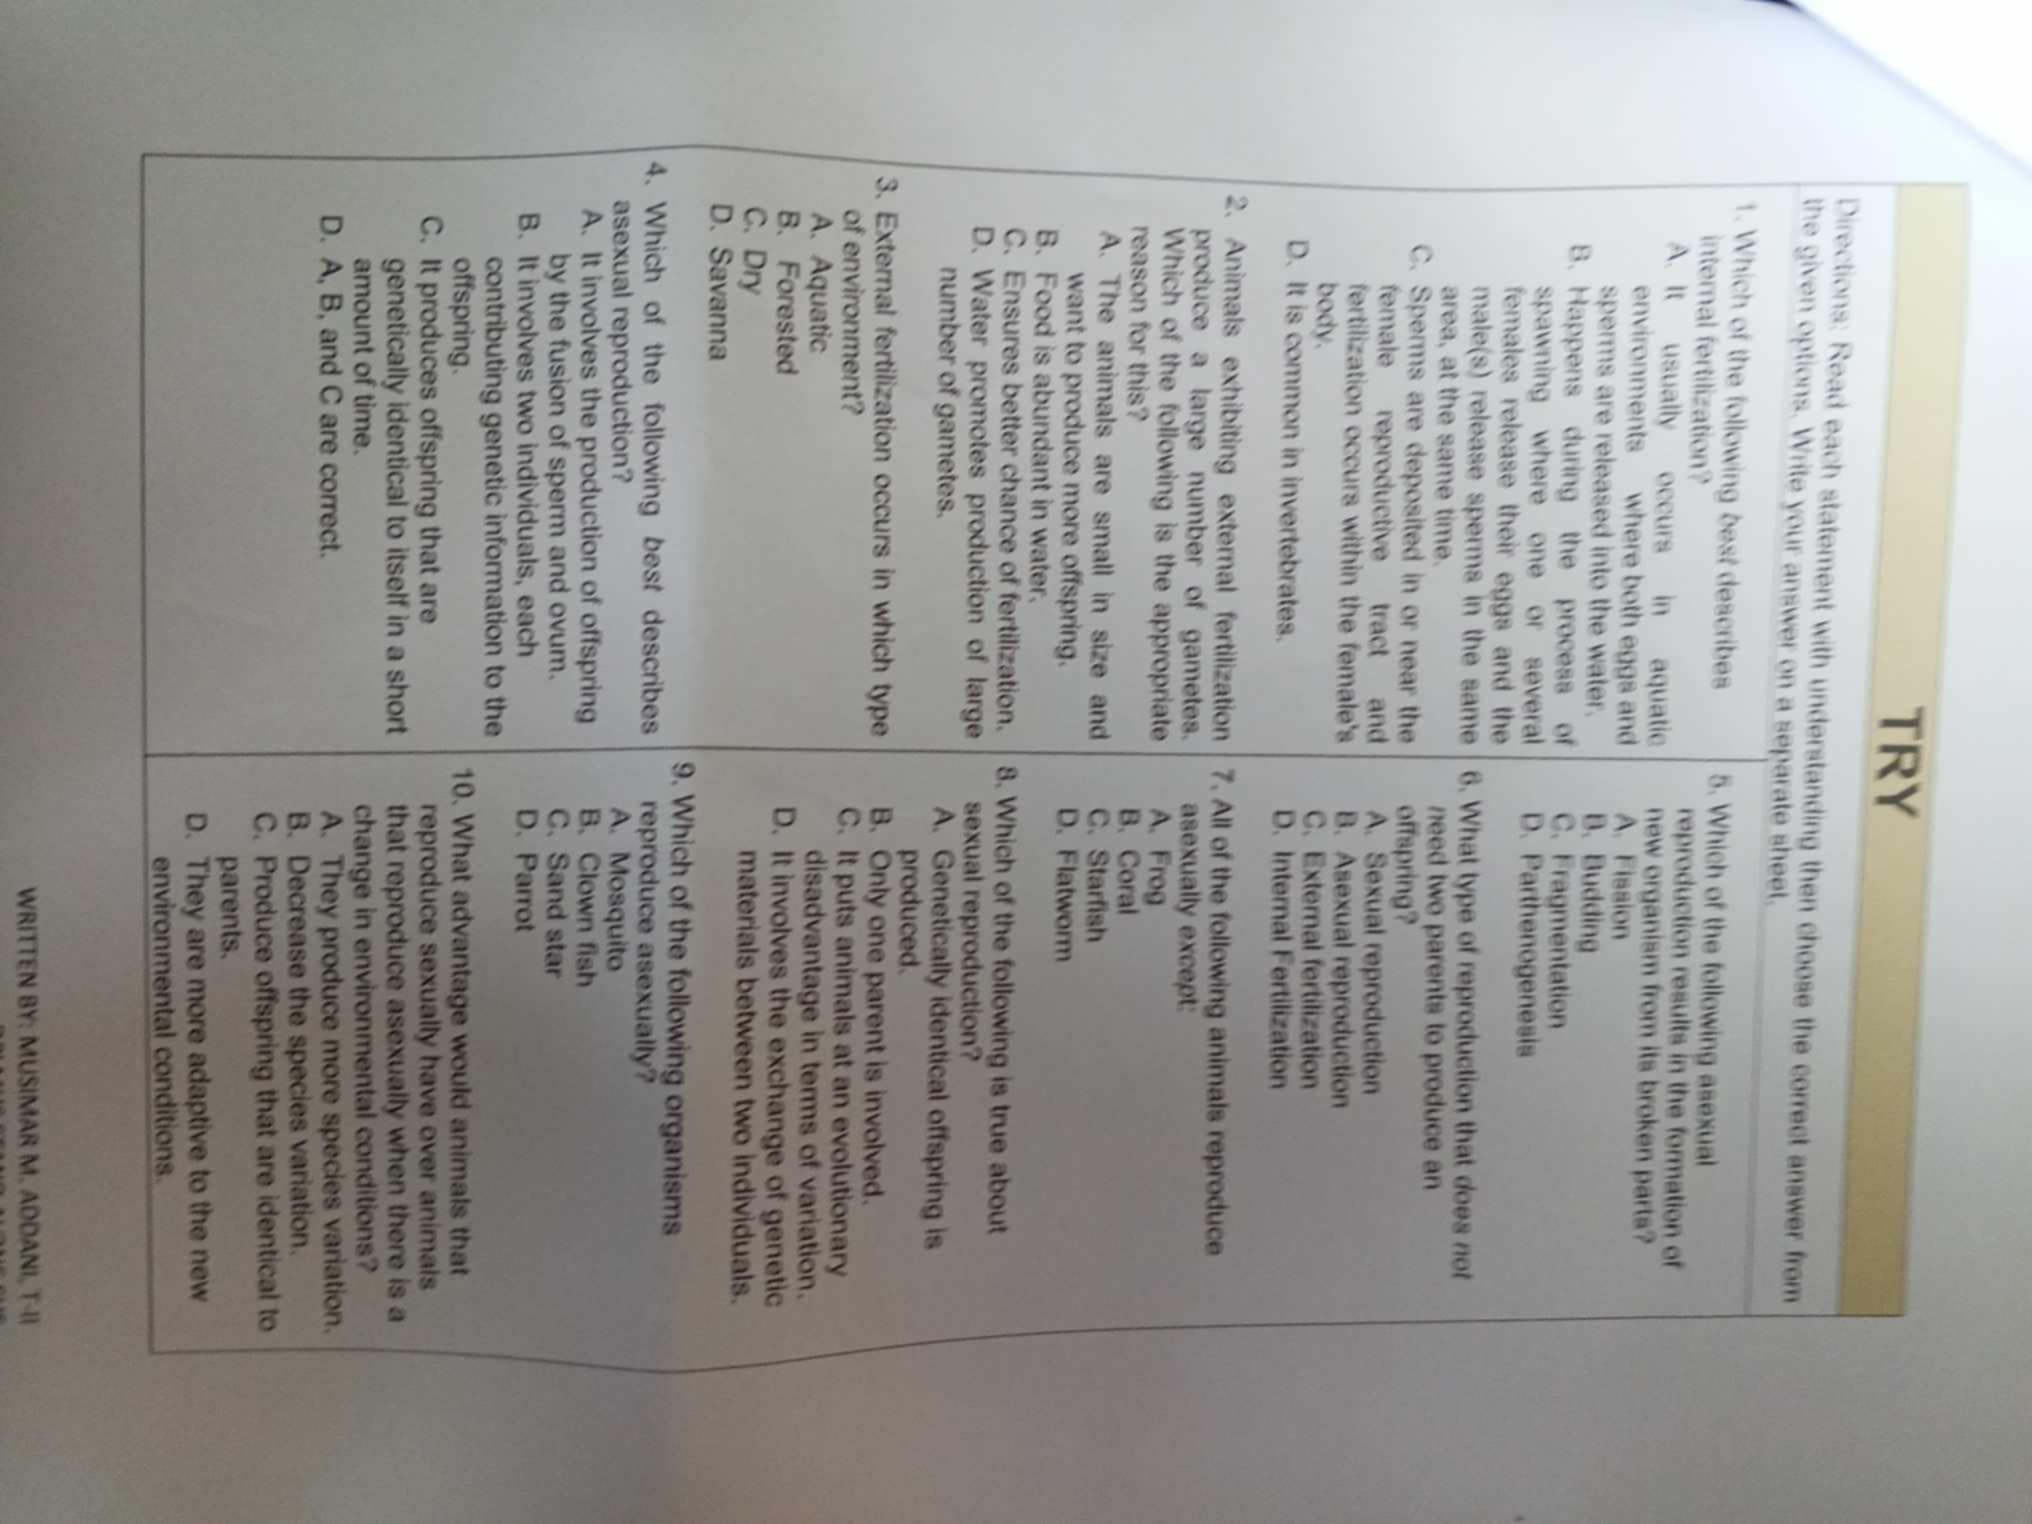 TRY
Directions: Read each statement with understanding then choose the correct answer from
the given options. Write your answer on a separate sheet.
1. Which of the following best describes
internal fertilization?
A. It usually occurs in aquatic
environments where both eggs and
sperms are released into the water.
B. Happens during the process of
spawning where one or several
females release their eggs and the
male(s) release sperms in the same
area, at the same time.
C. Sperms are deposited in or near the
female reproductive tract and
fertilization occurs within the female's
body.
D. It is common in invertebrates.
2. Animals exhibiting external fertilization
produce a large number of gametes.
Which of the following is the appropriate
reason for this?
A. The animals are small in size and
want to produce more offspring.
B. Food is abundant in water.
C. Ensures better chance of fertilization.
D. Water promotes production of large
number of gametes.
3. External fertilization occurs in which type
of environment?
A. Aquatic
B. Forested
C. Dry
D. Savanna
4. Which of the following best describes
asexual reproduction?
A. It involves the production of offspring
by the fusion of sperm and ovum.
B. It involves two individuals, each
contributing genetic information to the
offspring.
C. It produces offspring that are
genetically identical to itself in a short
amount of time.
D. A, B, and C are correct.
5. Which of the following asexual
reproduction results in the formation of
new organism from its broken parts?
A. Fission
B. Budding
C. Fragmentation
D. Parthenogenesis
6. What type of reproduction that does not
need two parents to produce an
offspring?
A. Sexual reproduction
B. Asexual reproduction
C. External fertilization
D. Internal Fertilization
7. All of the following animals reproduce
asexually except:
A. Frog
B. Coral
C. Starfish
D. Flatworm
8. Which of the following is true about
sexual reproduction?
A. Genetically identical offspring is
produced.
B. Only one parent is involved.
C. It puts animals at an evolutionary
disadvantage in terms of variation.
D. It involves the exchange of genetic
materials between two individuals.
9. Which of the following organisms
reproduce asexually?
A. Mosquito
B. Clown fish
C. Sand star
D. Parrot
10. What advantage would animals that
reproduce sexually have over animals
that reproduce asexually when there is a
change in environmental conditions?
A. They produce more species variation.
B. Decrease the species variation.
C. Produce offspring that are identical to
parents.
D. They are more adaptive to the new
environmental conditions.
WRITTEN BY: MUSIMAR M. ADDANI, T-II